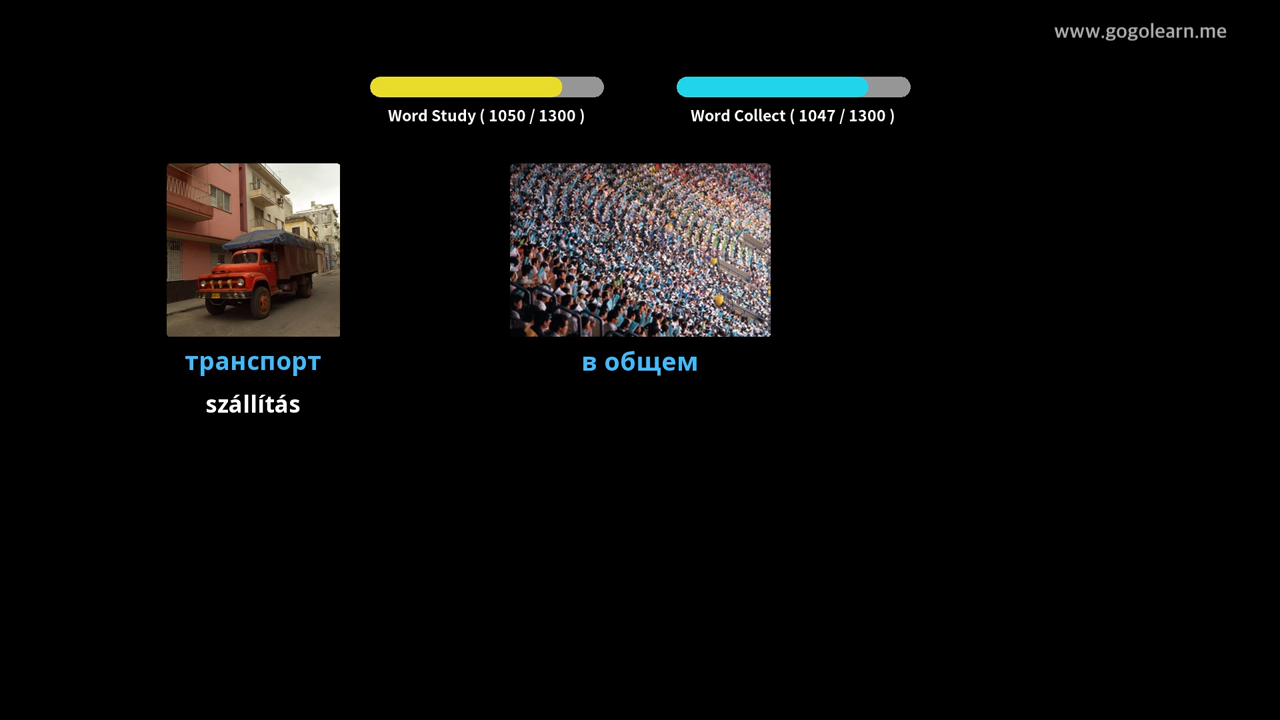 www.gogolearn.me
Word Study ( 1050 / 1300 )
Word Collect ( 1047 / 1300 )
транспорт
в общем
szállítás